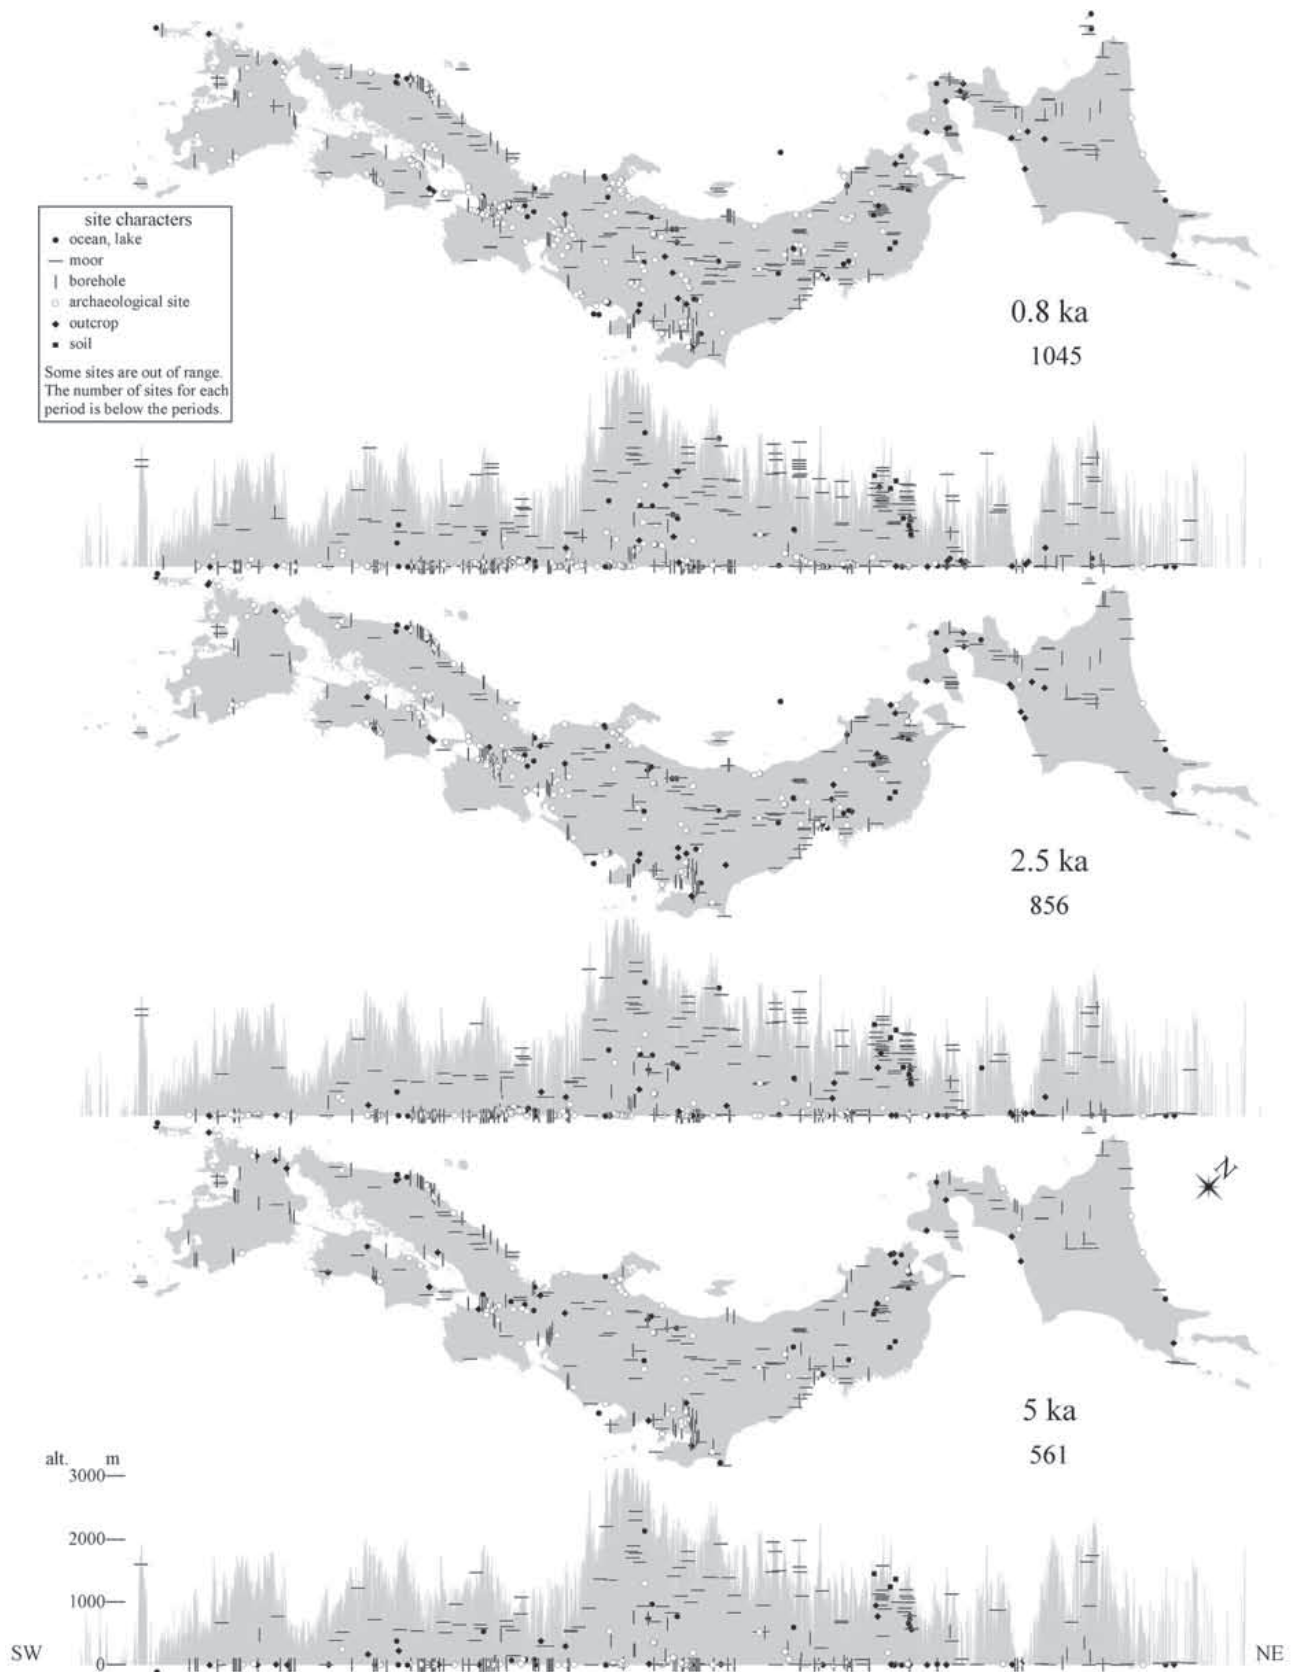 site characters
ocean, lake
moor
borehole
archaeological site
outcrop
soil
Some sites are out of range.
The number of sites for each
period is below the periods.
0.8 ka
1045
2.5 ka
856
N
5 ka
561
alt. m
3000
2000
1000
0
SW
NE